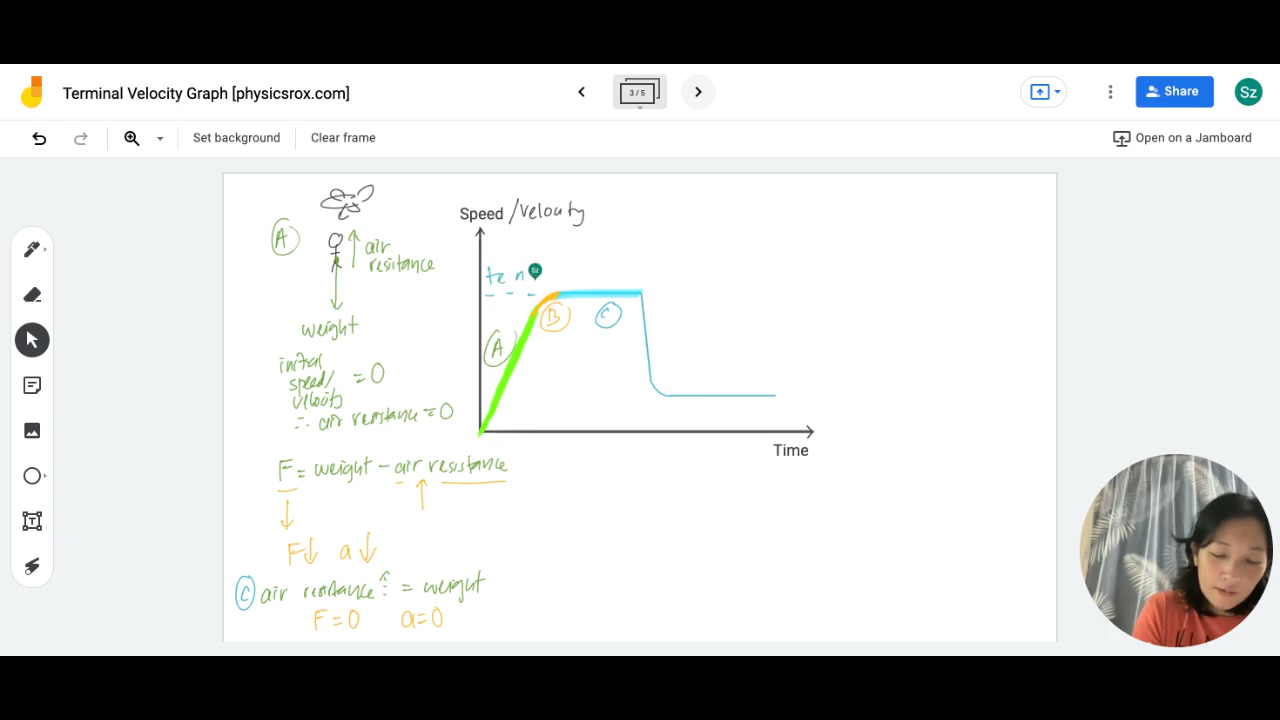 Terminal Velocity Graph [physicsrox.com]
3 / 5
Share
Sz
Set background
Clear frame
Open on a Jamboard
A
air
resistance
weight
initial
speed/
velocity
= 0
∴ air resistance = 0
F = weight - air resistance
F↓ a↓
C air resistance = weight
F = 0 a = 0
Speed /velocity
te n
Sz
A
B
C
Time